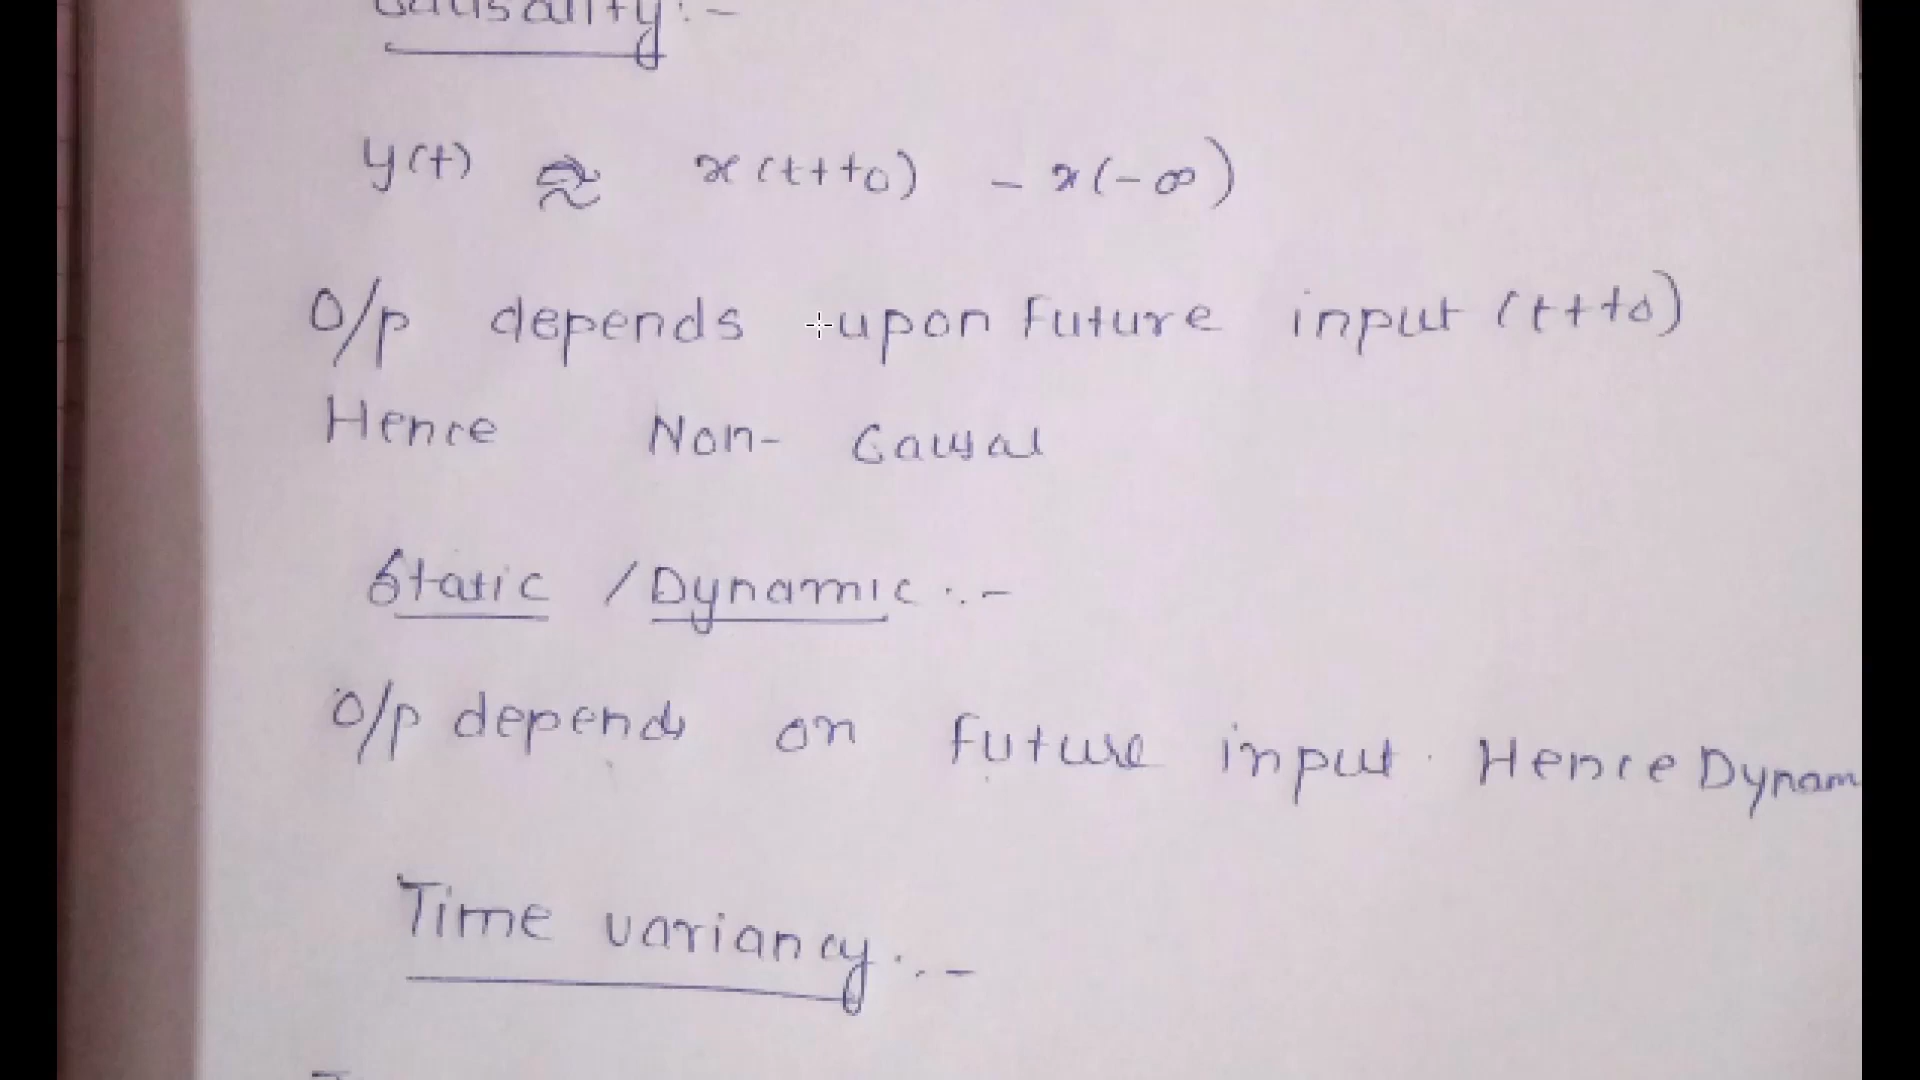 Causality :-
y(t) ≈ x(t+t0) - x(-∞)
O/p depends upon Future input (t+t0)
Hence Non- Causal
Static / Dynamic :-
O/p depends on Future input. Hence Dynam
Time variancy :-